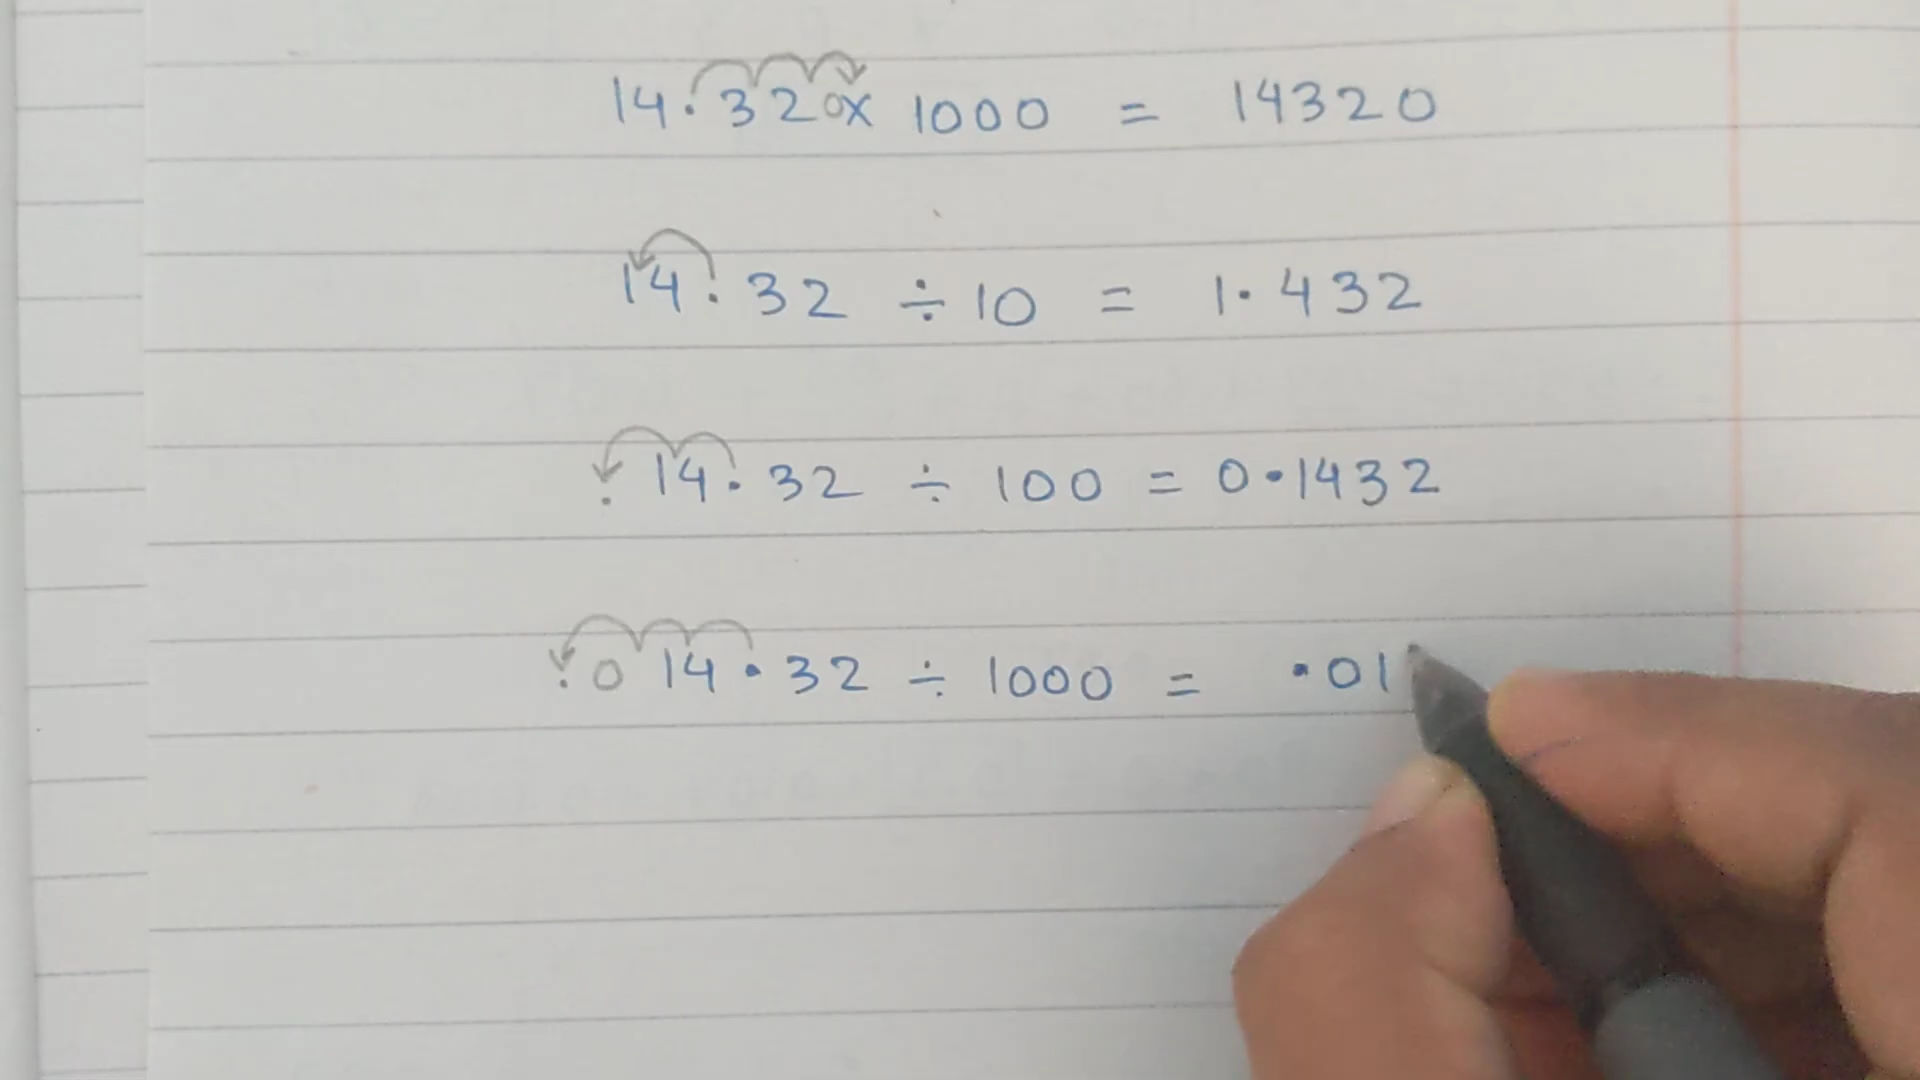 14.320x 1000 = 14320
14.32 ÷ 10 = 1.432
. 14.32 ÷ 100 = 0.1432
.0 14.32 ÷ 1000 = .01